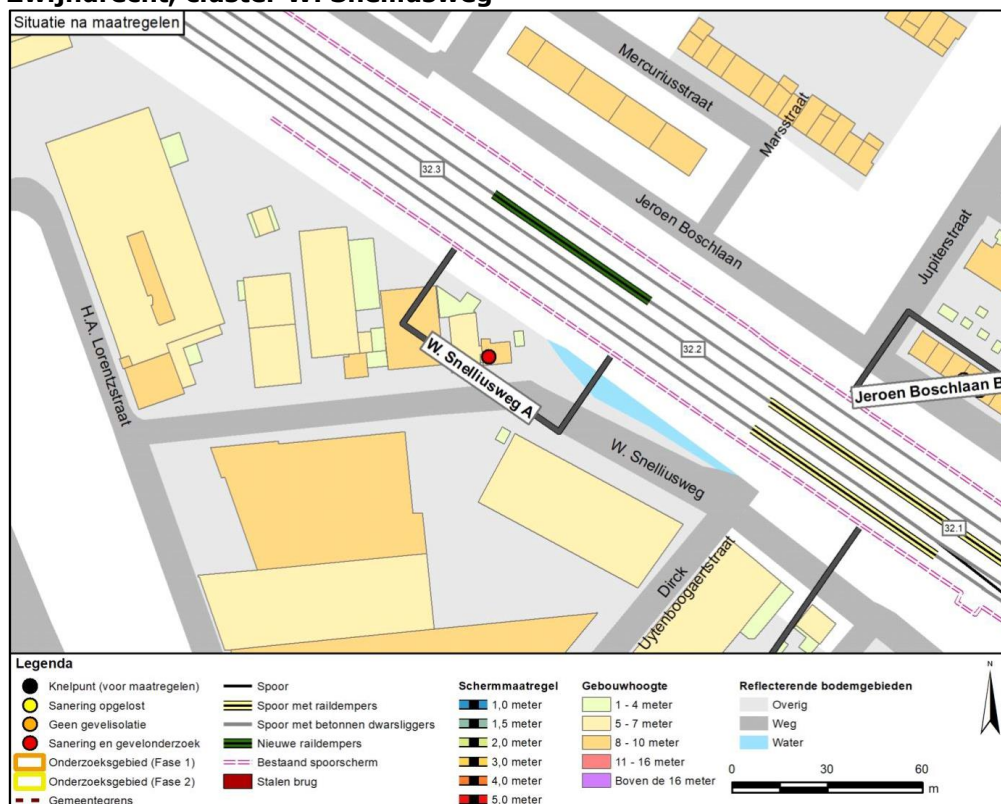 Zwijndrecht, cluster W. Snelliusweg
Situatie na maatregelen
Mercuriusstraat
Marsstraat
32.3
Jeroen Boschlaan
Jupiterstraat
H.A. Lorentzstraat
W. Snelliusweg A
32.2
Jeroen Boschlaan B
W. Snelliusweg
32.1
Dirck
Uytenboogaertstraat
Legenda
Knelpunt (voor maatregelen)
Sanering opgelost
Geen gevelisolatie
Sanering en gevelonderzoek
Onderzoeksgebied (Fase 1)
Onderzoeksgebied (Fase 2)
Gemeentegrens
Spoor
Spoor met raildempers
Spoor met betonnen dwarsliggers
Nieuwe raildempers
Bestaand spoorscherm
Stalen brug
Schermmaatregel
1,0 meter
1,5 meter
2,0 meter
3,0 meter
4,0 meter
5,0 meter
Gebouwhoogte
1 - 4 meter
5 - 7 meter
8 - 10 meter
11 - 16 meter
Boven de 16 meter
Reflecterende bodemgebieden
Overig
Weg
Water
N
0 30 60
m